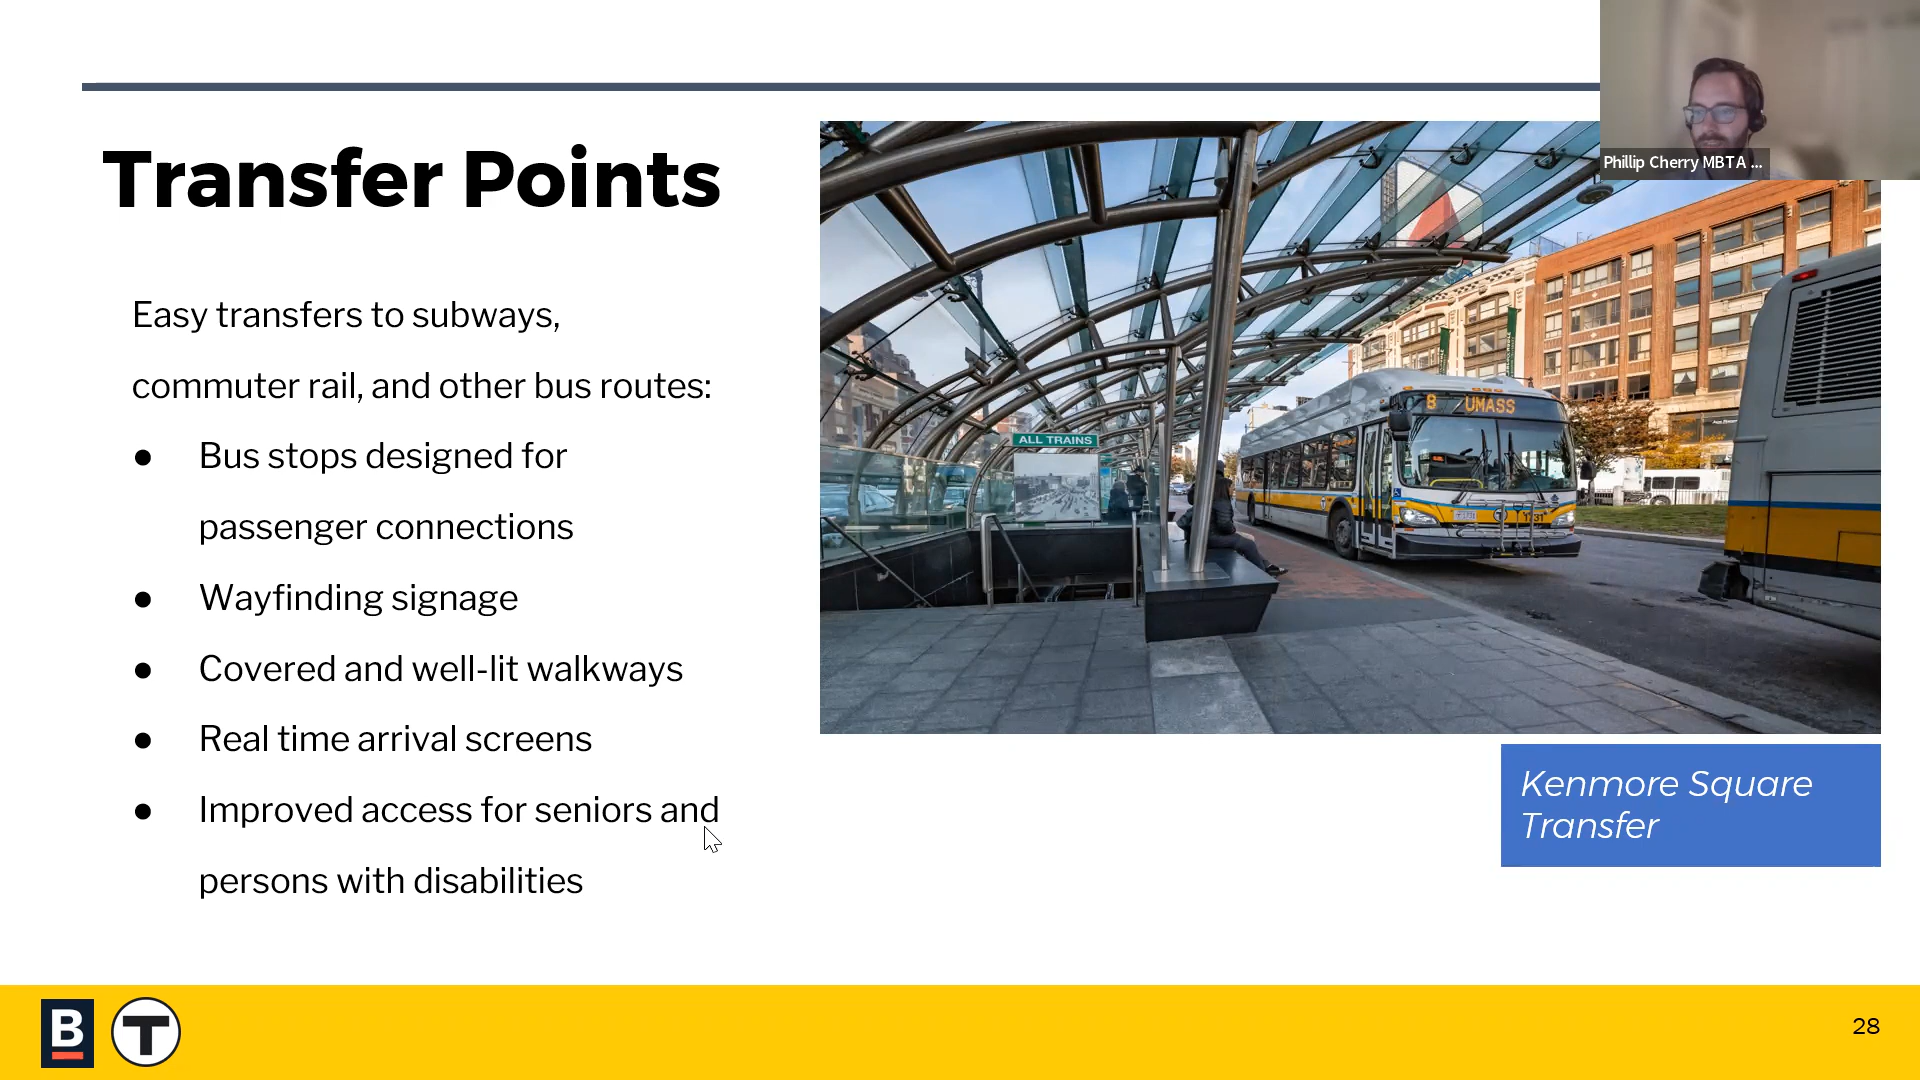 Phillip Cherry MBTA ...
Transfer Points
Easy transfers to subways,
commuter rail, and other bus routes:
● Bus stops designed for
passenger connections
● Wayfinding signage
● Covered and well-lit walkways
● Real time arrival screens
● Improved access for seniors and
persons with disabilities
ALL TRAINS
8 UMASS
T
1731
Kenmore Square
Transfer
B
T
28